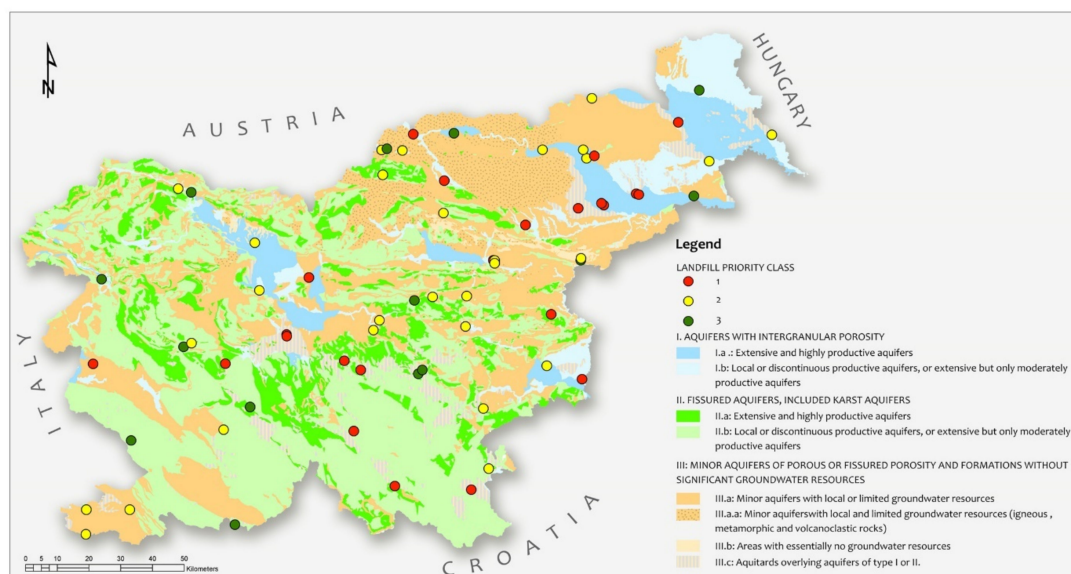 N
AUSTRIA
HUNGARY
ITALY
CROATIA
Legend
LANDFILL PRIORITY CLASS
1
2
3
I. AQUIFERS WITH INTERGRANULAR POROSITY
I.a .: Extensive and highly productive aquifers
I.b: Local or discontinuous productive aquifers, or extensive but only moderately
productive aquifers
II. FISSURED AQUIFERS, INCLUDED KARST AQUIFERS
II.a: Extensive and highly productive aquifers
II.b: Local or discontinuous productive aquifers, or extensive but only moderately
productive aquifers
III: MINOR AQUIFERS OF POROUS OR FISSURED POROSITY AND FORMATIONS WITHOUT
SIGNIFICANT GROUNDWATER RESOURCES
III.a: Minor aquifers with local or limited groundwater resources
III.a.a: Minor aquiferswith local and limited groundwater resources (igneous ,
metamorphic and volcanoclastic rocks)
III.b: Areas with essentially no groundwater resources
III.c: Aquitards overlying aquifers of type I or II.
0 5 10 20 30 40 50
Kilometers